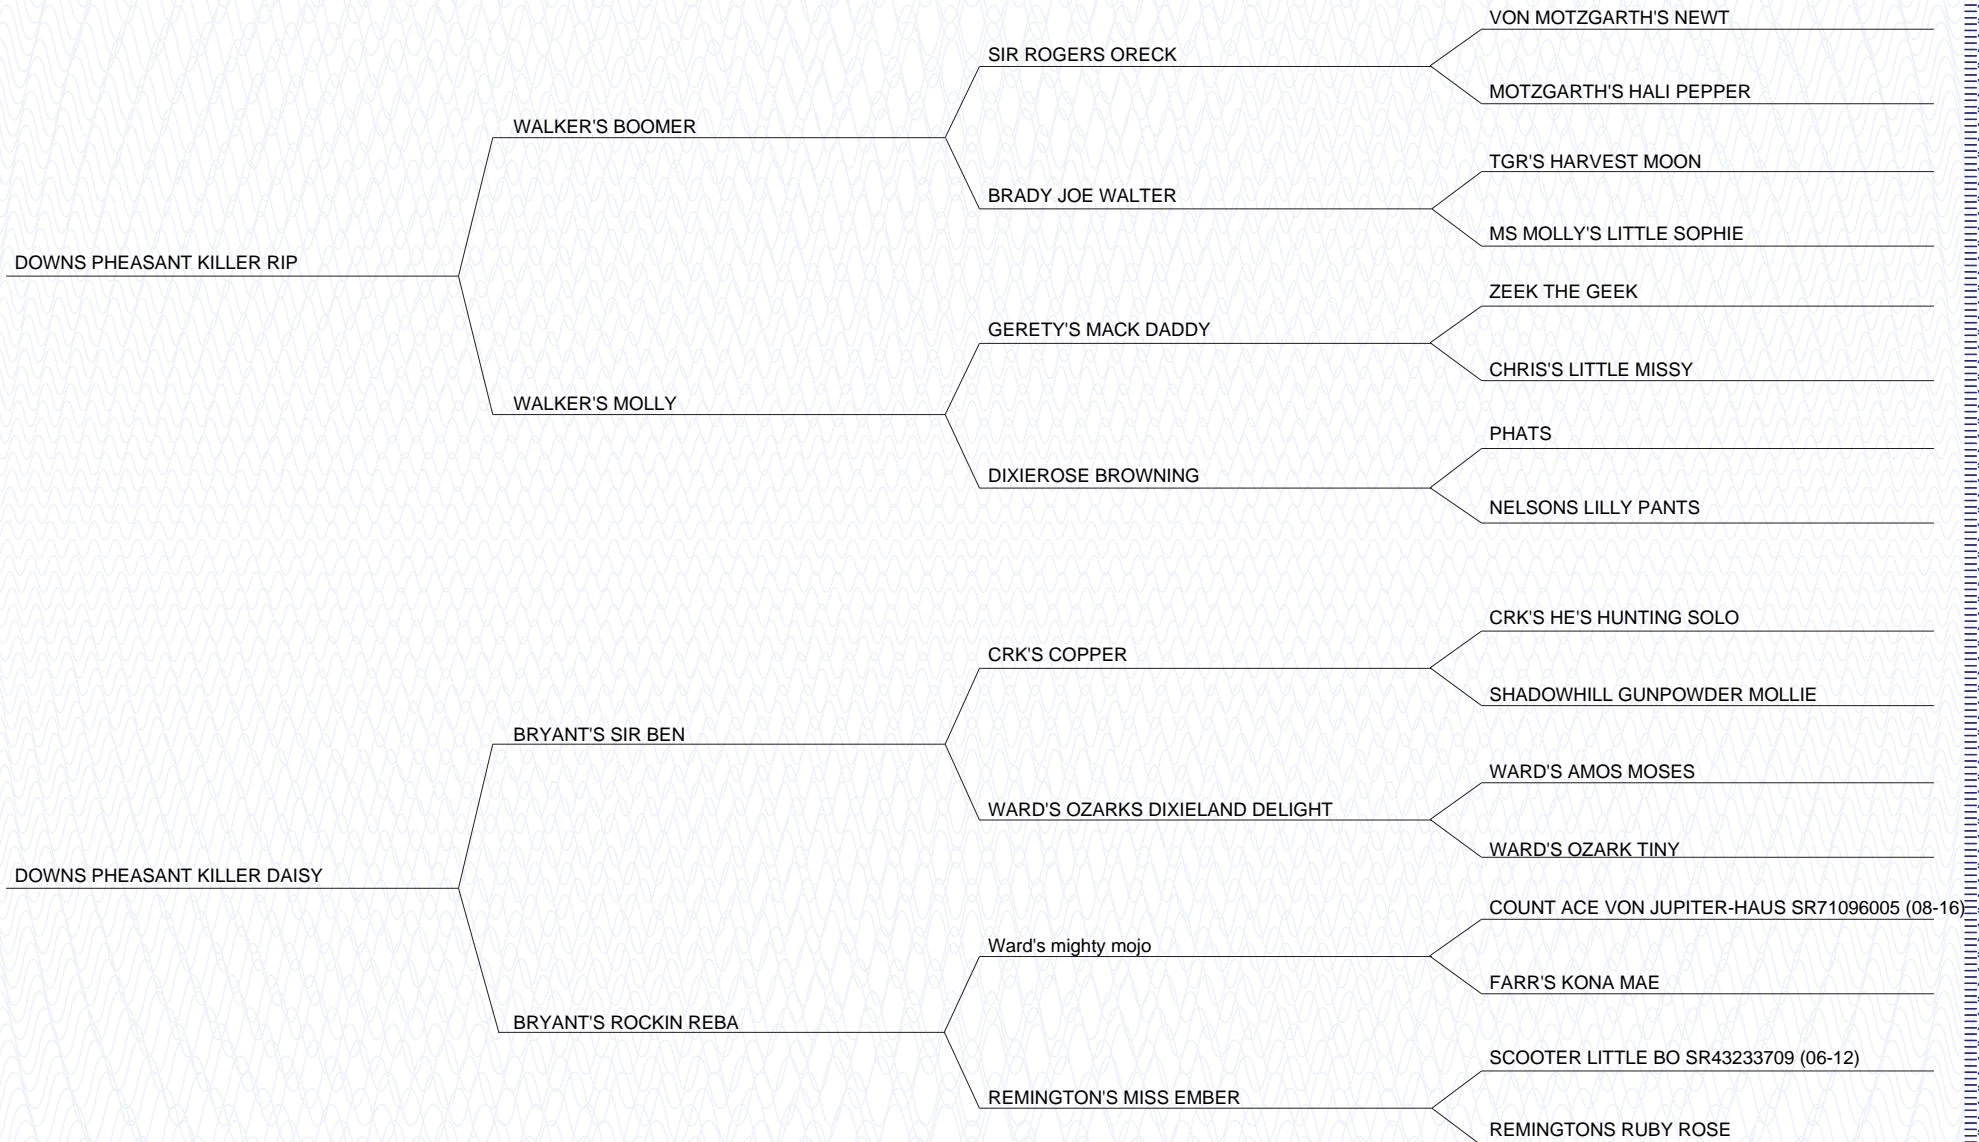 VON MOTZGARTH'S NEWT
SIR ROGERS ORECK
MOTZGARTH'S HALI PEPPER
WALKER'S BOOMER
TGR'S HARVEST MOON
BRADY JOE WALTER
MS MOLLY'S LITTLE SOPHIE
DOWNS PHEASANT KILLER RIP
ZEEK THE GEEK
GERETY'S MACK DADDY
CHRIS'S LITTLE MISSY
WALKER'S MOLLY
PHATS
DIXIEROSE BROWNING
NELSONS LILLY PANTS
CRK'S HE'S HUNTING SOLO
CRK'S COPPER
SHADOWHILL GUNPOWDER MOLLIE
BRYANT'S SIR BEN
WARD'S AMOS MOSES
WARD'S OZARKS DIXIELAND DELIGHT
WARD'S OZARK TINY
DOWNS PHEASANT KILLER DAISY
COUNT ACE VON JUPITER-HAUS SR71096005 (08-16)
Ward's mighty mojo
FARR'S KONA MAE
BRYANT'S ROCKIN REBA
SCOOTER LITTLE BO SR43233709 (06-12)
REMINGTON'S MISS EMBER
REMINGTONS RUBY ROSE